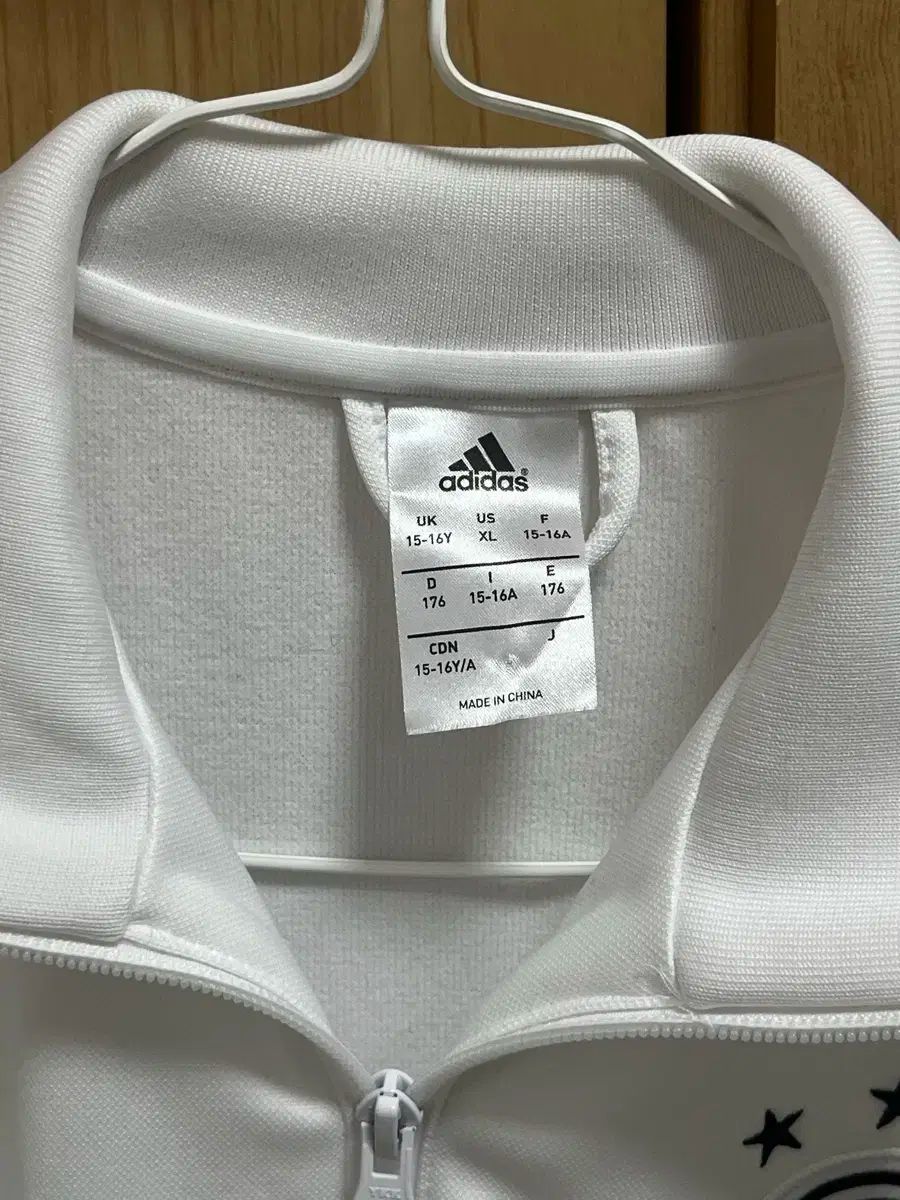 adidas®
UK US F
15-16Y XL 15-16A
D I E
176 15-16A 176
CDN J
15-16Y/A
MADE IN CHINA